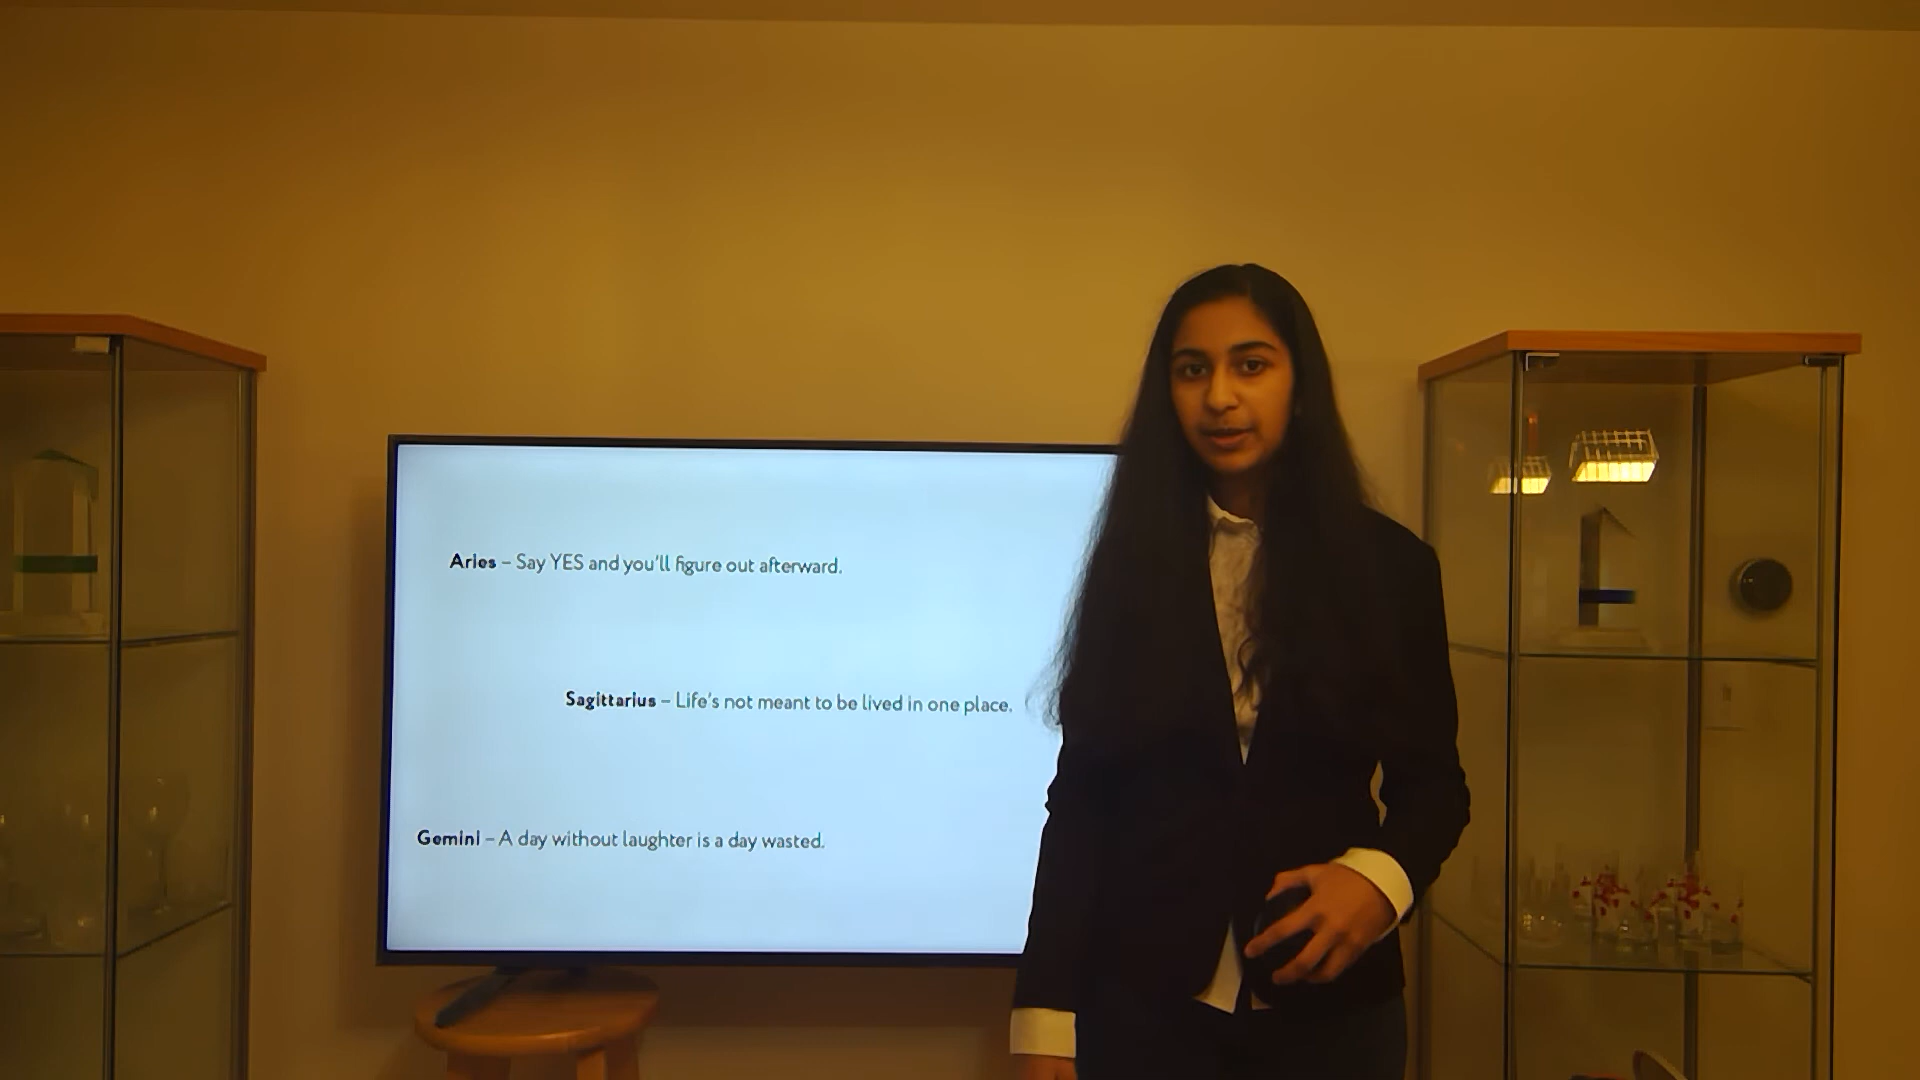 Aries – Say YES and you'll figure out afterward.
Sagittarius – Life's not meant to be lived in one place.
Gemini – A day without laughter is a day wasted.